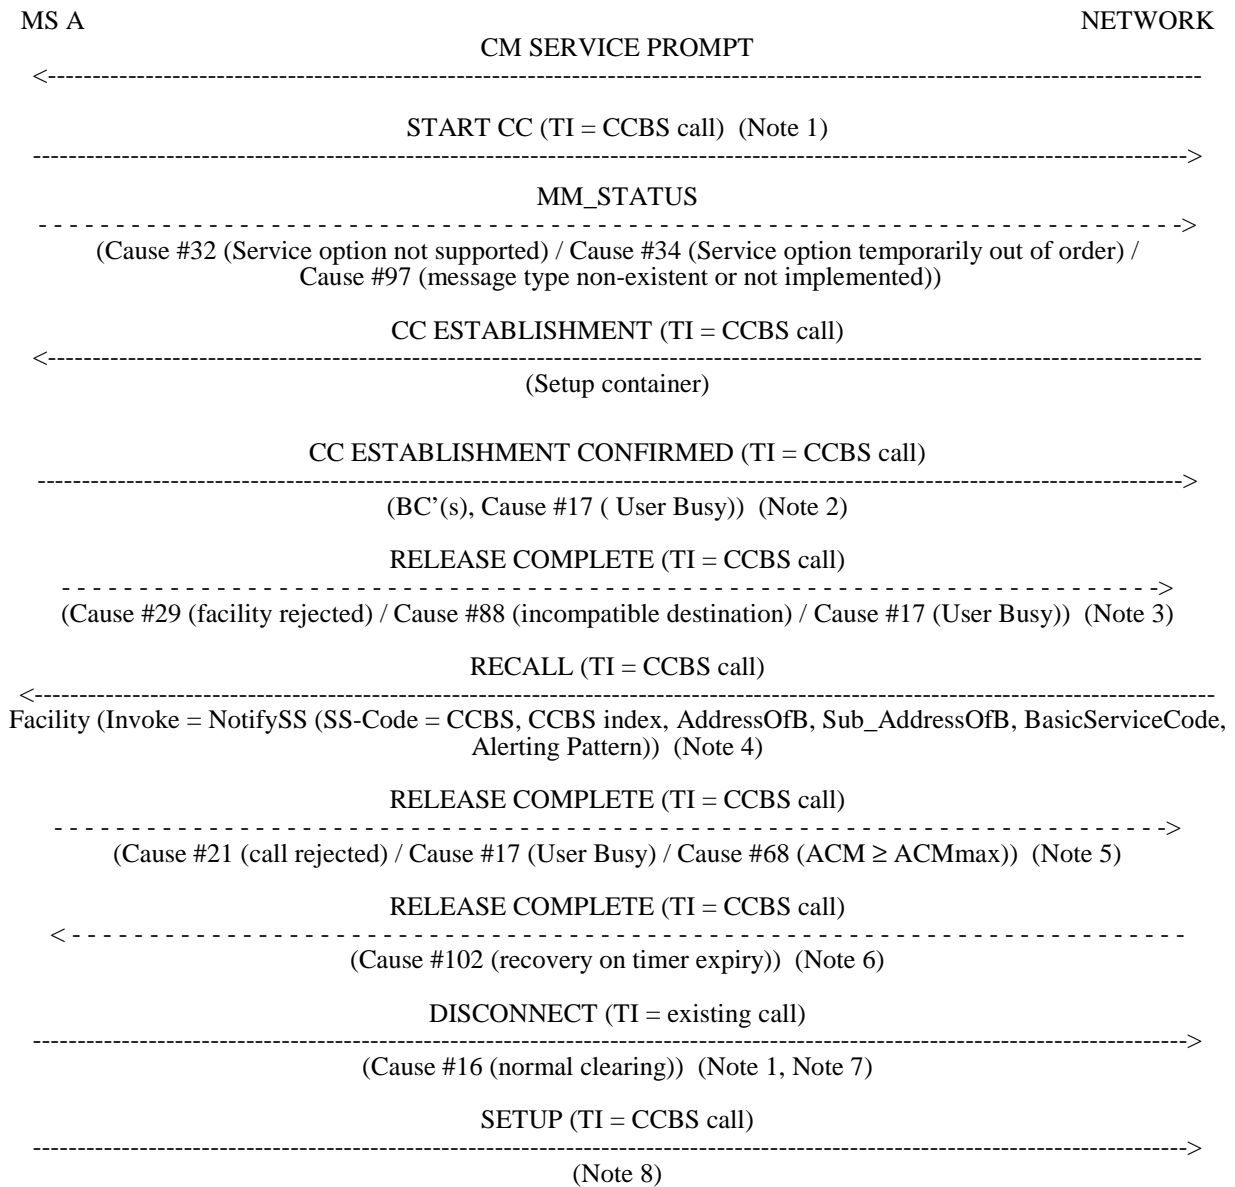 MS A NETWORK
CM SERVICE PROMPT
START CC (TI = CCBS call) (Note 1)
MM_STATUS
(Cause #32 (Service option not supported) / Cause #34 (Service option temporarily out of order) /
Cause #97 (message type non-existent or not implemented))
CC ESTABLISHMENT (TI = CCBS call)
(Setup container)
CC ESTABLISHMENT CONFIRMED (TI = CCBS call)
(BC’(s), Cause #17 ( User Busy)) (Note 2)
RELEASE COMPLETE (TI = CCBS call)
(Cause #29 (facility rejected) / Cause #88 (incompatible destination) / Cause #17 (User Busy)) (Note 3)
RECALL (TI = CCBS call)
Facility (Invoke = NotifySS (SS-Code = CCBS, CCBS index, AddressOfB, Sub_AddressOfB, BasicServiceCode,
Alerting Pattern)) (Note 4)
RELEASE COMPLETE (TI = CCBS call)
(Cause #21 (call rejected) / Cause #17 (User Busy) / Cause #68 (ACM ≥ ACMmax)) (Note 5)
RELEASE COMPLETE (TI = CCBS call)
(Cause #102 (recovery on timer expiry)) (Note 6)
DISCONNECT (TI = existing call)
(Cause #16 (normal clearing)) (Note 1, Note 7)
SETUP (TI = CCBS call)
(Note 8)